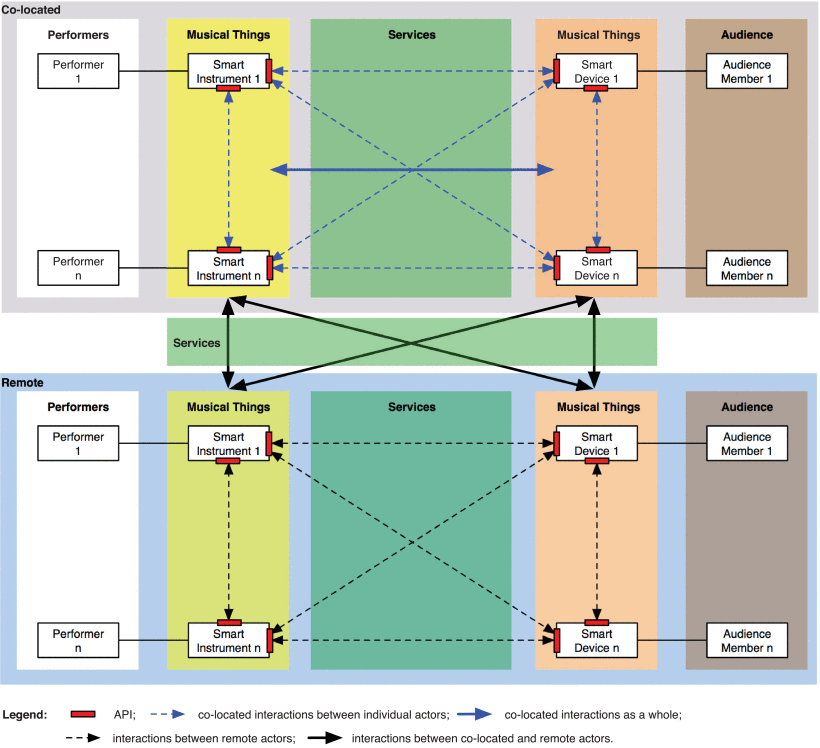 Co-located
Performers Musical Things Services Musical Things Audience
Performer 1
Smart Instrument 1
Smart Device 1
Audience Member 1
Performer n
Smart Instrument n
Smart Device n
Audience Member n
Services
Remote
Performers Musical Things Services Musical Things Audience
Performer 1
Smart Instrument 1
Smart Device 1
Audience Member 1
Performer n
Smart Instrument n
Smart Device n
Audience Member n
Legend: API; co-located interactions between individual actors; co-located interactions as a whole;
interactions between remote actors; interactions between co-located and remote actors.